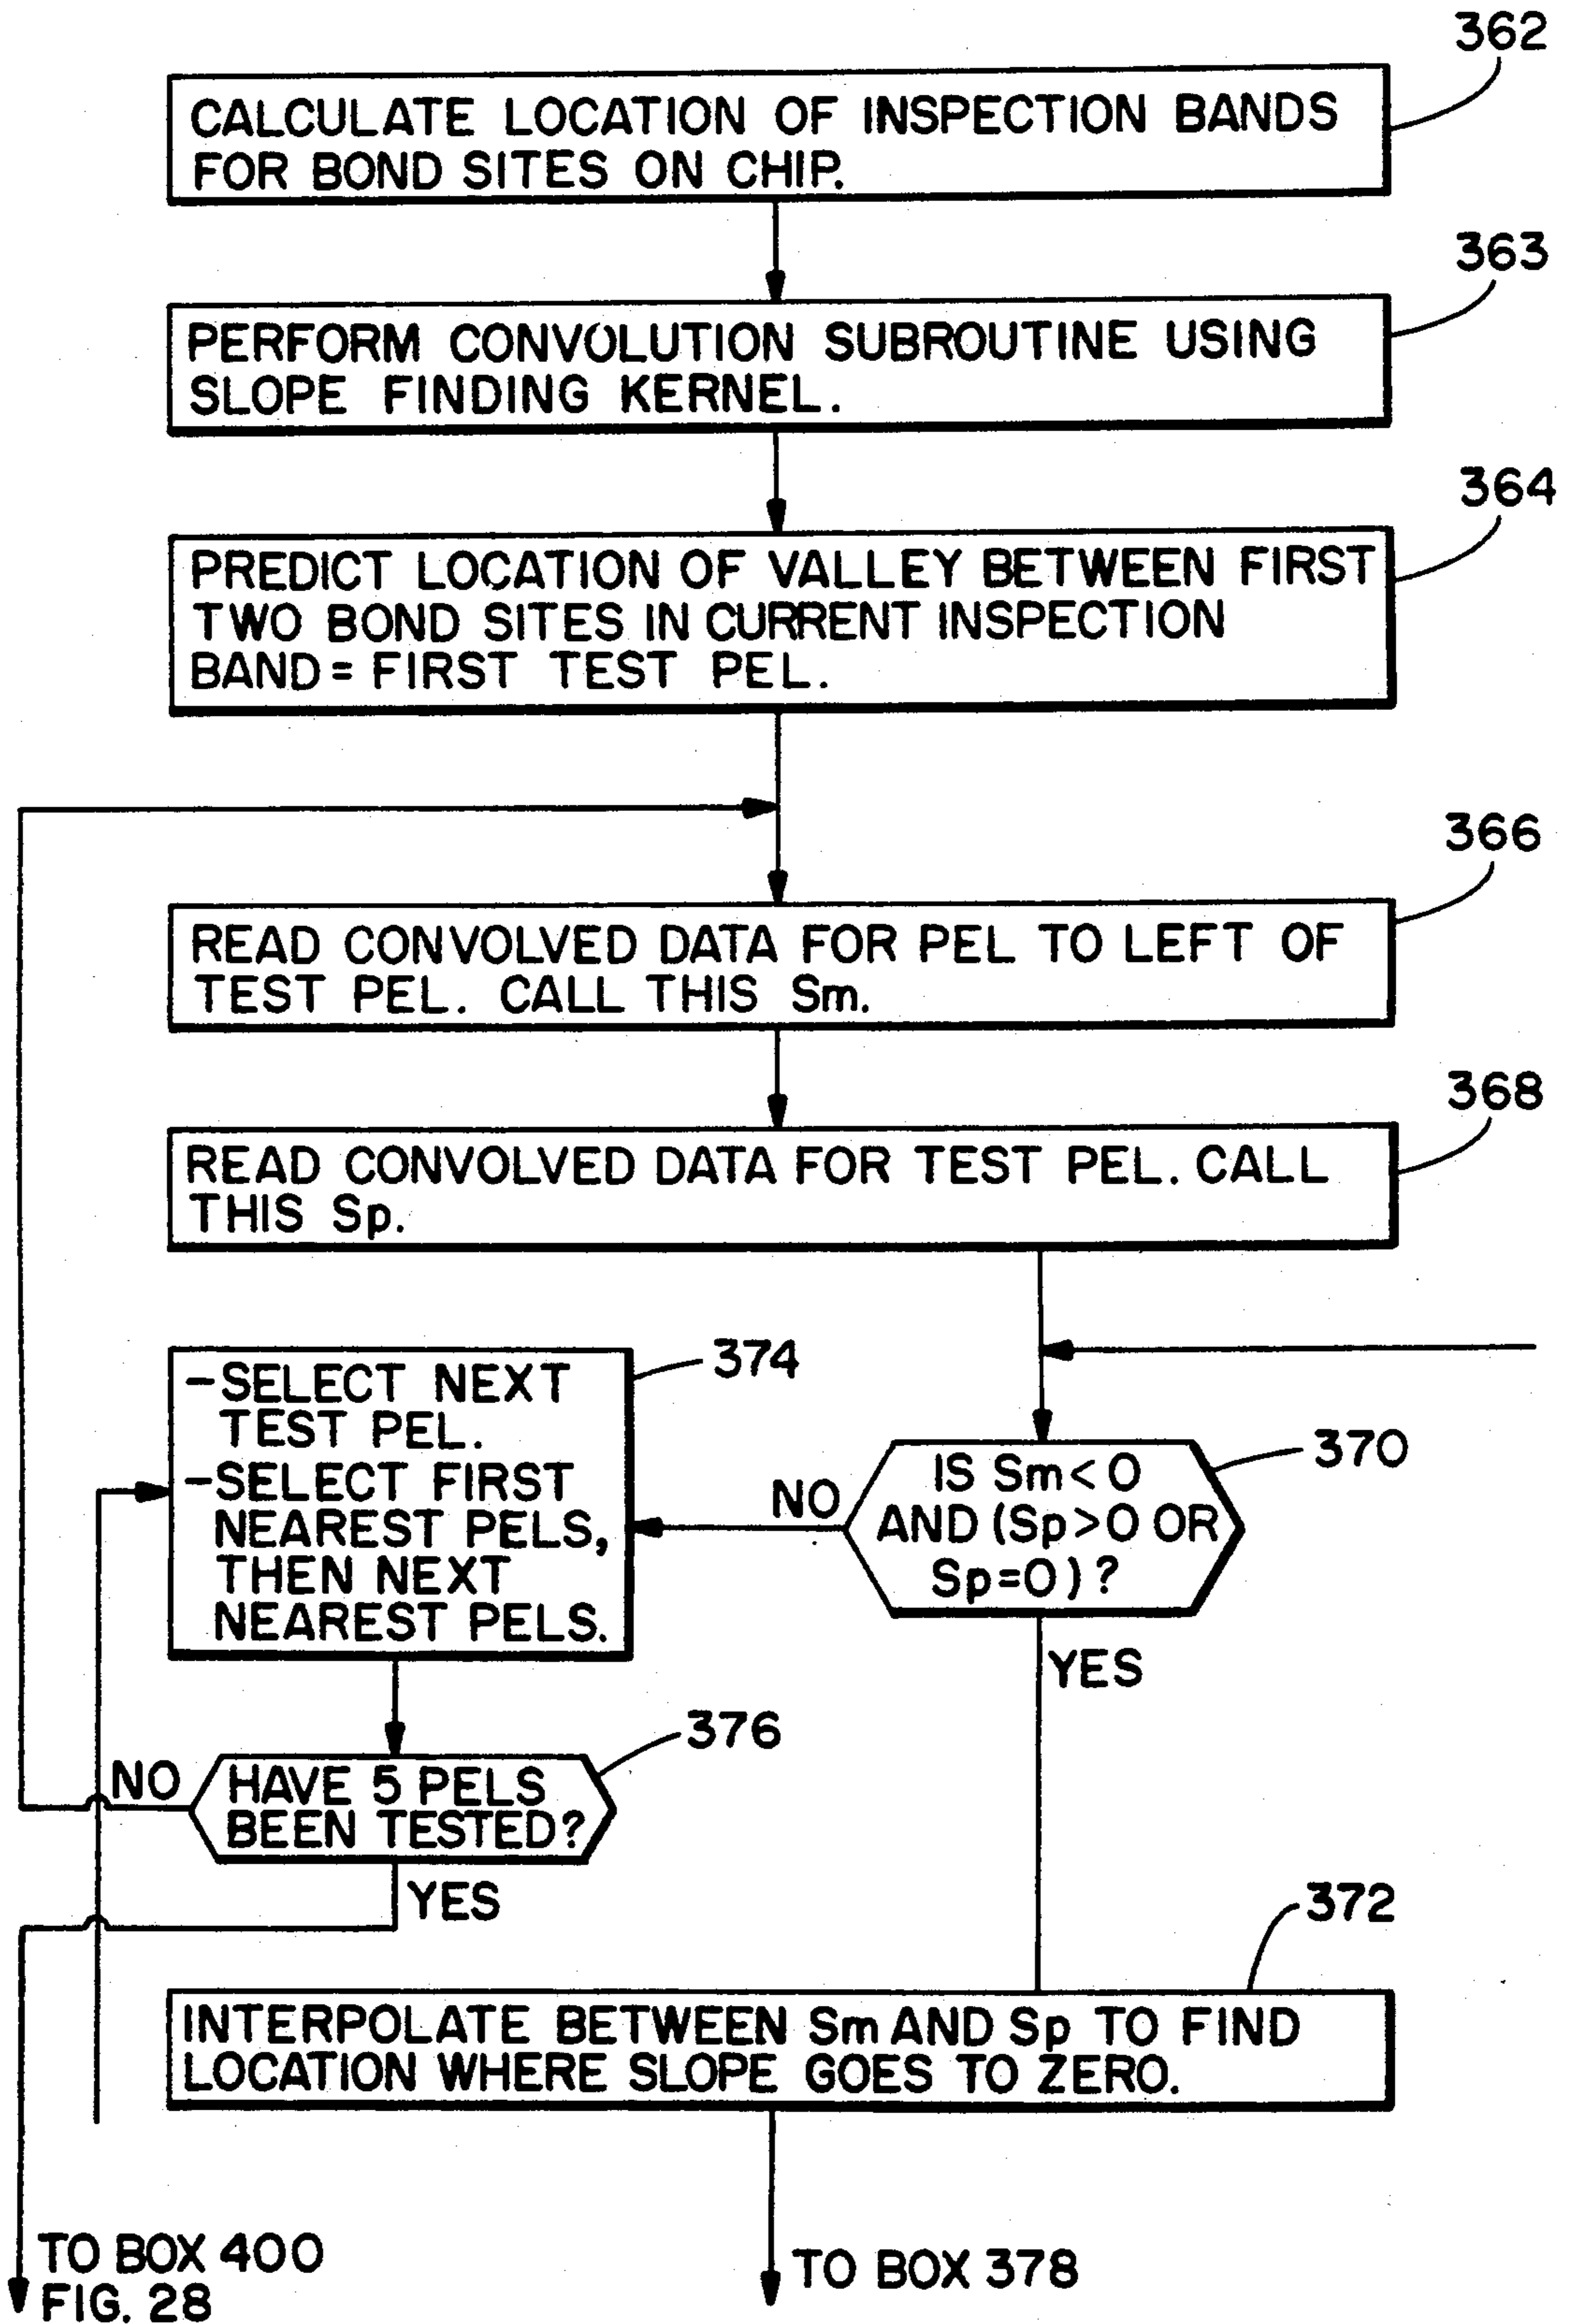 362
CALCULATE LOCATION OF INSPECTION BANDS
FOR BOND SITES ON CHIP.
363
PERFORM CONVOLUTION SUBROUTINE USING
SLOPE FINDING KERNEL.
364
PREDICT LOCATION OF VALLEY BETWEEN FIRST
TWO BOND SITES IN CURRENT INSPECTION
BAND = FIRST TEST PEL.
366
READ CONVOLVED DATA FOR PEL TO LEFT OF
TEST PEL. CALL THIS Sm.
368
READ CONVOLVED DATA FOR TEST PEL. CALL
THIS Sp.
374
-SELECT NEXT
TEST PEL.
-SELECT FIRST
NEAREST PELS,
THEN NEXT
NEAREST PELS.
NO
370
IS Sm<0
AND (Sp>0 OR
Sp=0)?
YES
376
NO
HAVE 5 PELS
BEEN TESTED?
YES
372
INTERPOLATE BETWEEN Sm AND Sp TO FIND
LOCATION WHERE SLOPE GOES TO ZERO.
TO BOX 400
FIG. 28
TO BOX 378